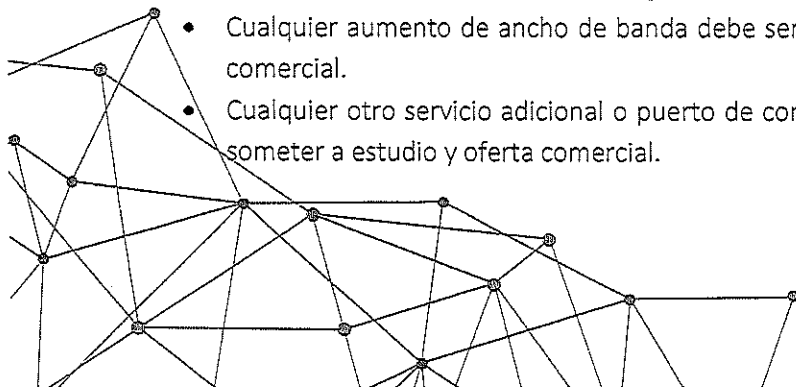 • Cualquier aumento de ancho de banda debe ser
comercial.
• Cualquier otro servicio adicional o puerto de con
someter a estudio y oferta comercial.